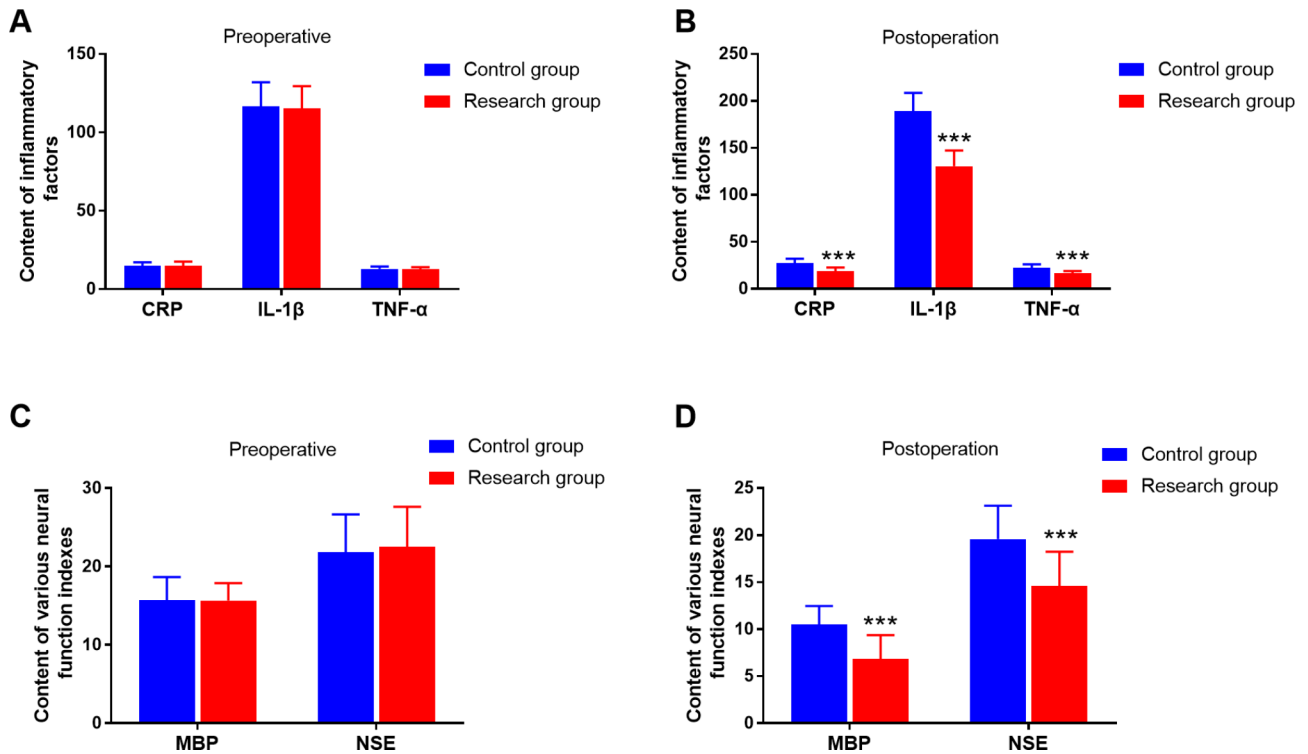 A
Preoperative
Control group
Research group
Content of inflammatory
factors
150
100
50
0
CRP
IL-1β
TNF-α
B
Postoperation
Control group
Research group
Content of inflammatory
factors
250
200
150
100
50
0
***
***
***
CRP
IL-1β
TNF-α
C
Preoperative
Control group
Research group
Content of various neural
function indexes
30
20
10
0
MBP
NSE
D
Postoperation
Control group
Research group
Content of various neural
function indexes
25
20
15
10
5
0
***
***
MBP
NSE